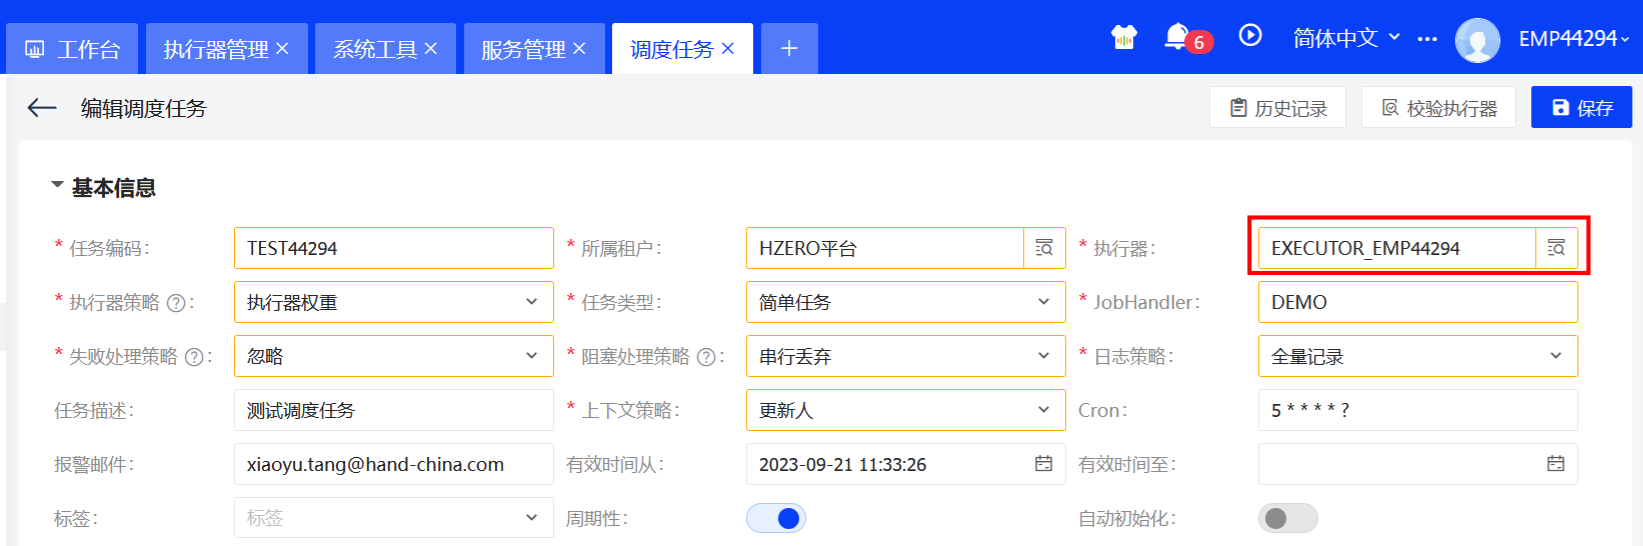 工作台 执行器管理 × 系统工具 × 服务管理 × 调度任务 × + 6 简体中文 ··· EMP44294
编辑调度任务 历史记录 校验执行器 保存
基本信息
* 任务编码： TEST44294 * 所属租户： HZERO平台 * 执行器： EXECUTOR_EMP44294
* 执行器策略 ?： 执行器权重 * 任务类型： 简单任务 * JobHandler： DEMO
* 失败处理策略 ?： 忽略 * 阻塞处理策略 ?： 串行丢弃 * 日志策略： 全量记录
任务描述： 测试调度任务 * 上下文策略： 更新人 Cron： 5 * * * * ?
报警邮件： xiaoyu.tang@hand-china.com 有效时间从： 2023-09-21 11:33:26 有效时间至：
标签： 标签 周期性： 自动初始化：